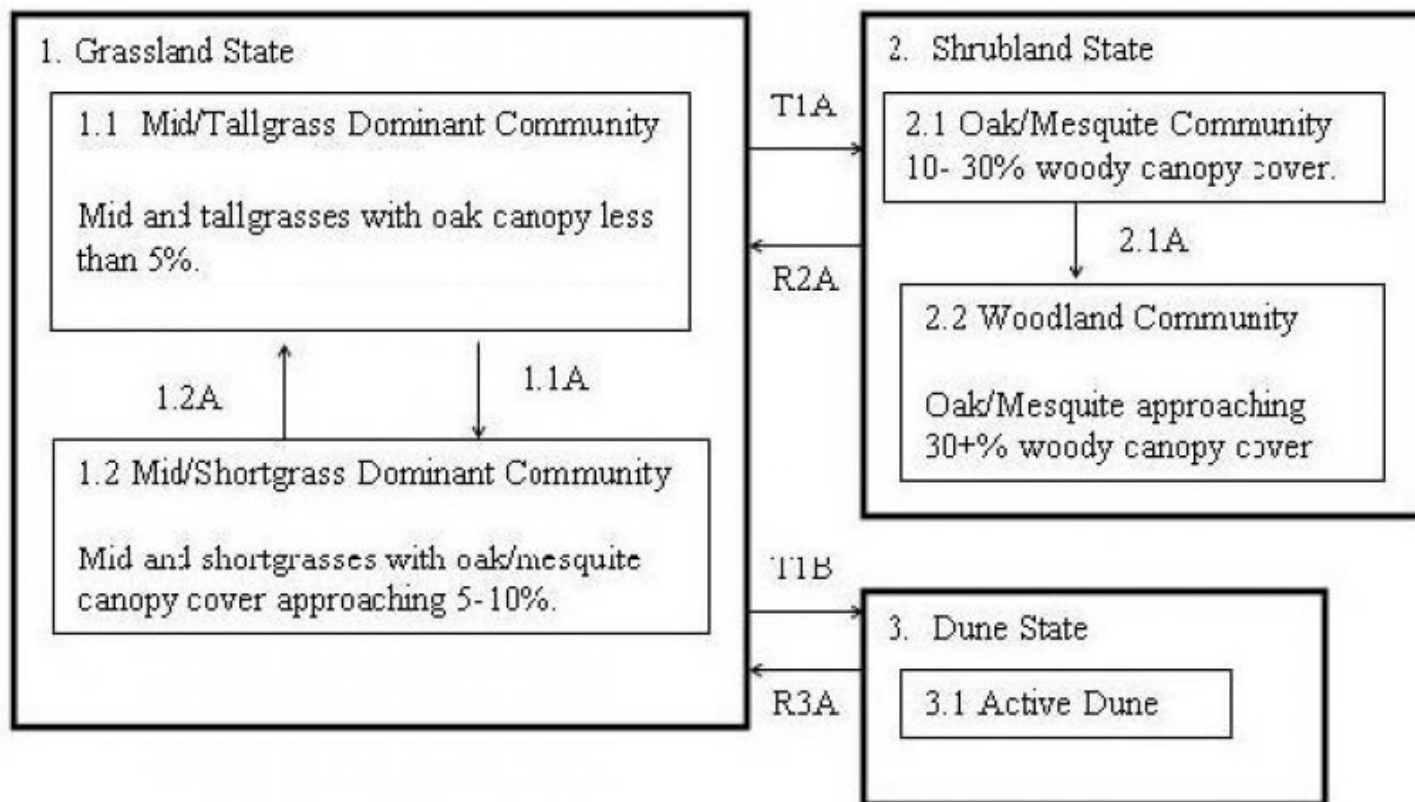 1. Grassland State
1.1 Mid/Tallgrass Dominant Community
Mid and tallgrasses with oak canopy less
than 5%.
1.2A
1.1A
1.2 Mid/Shortgrass Dominant Community
Mid and shortgrasses with oak/mesquite
canopy cover approaching 5-10%.
T1A
R2A
2. Shrubland State
2.1 Oak/Mesquite Community
10- 30% woody canopy cover.
2.1A
2.2 Woodland Community
Oak/Mesquite approaching
30+% woody canopy cover
T1B
R3A
3. Dune State
3.1 Active Dune